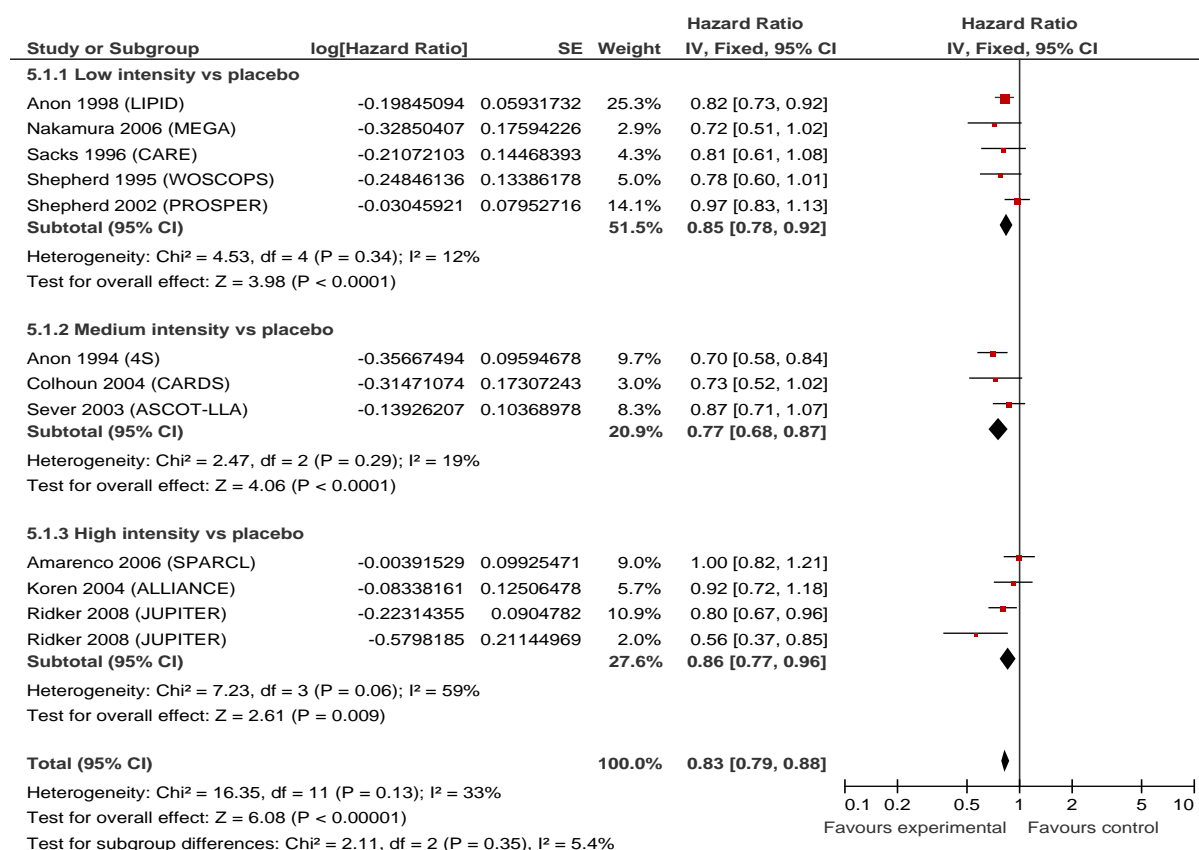 Hazard Ratio Hazard Ratio
Study or Subgroup log[Hazard Ratio] SE Weight IV, Fixed, 95% CI IV, Fixed, 95% CI
5.1.1 Low intensity vs placebo
Anon 1998 (LIPID) -0.19845094 0.05931732 25.3% 0.82 [0.73, 0.92]
Nakamura 2006 (MEGA) -0.32850407 0.17594226 2.9% 0.72 [0.51, 1.02]
Sacks 1996 (CARE) -0.21072103 0.14468393 4.3% 0.81 [0.61, 1.08]
Shepherd 1995 (WOSCOPS) -0.24846136 0.13386178 5.0% 0.78 [0.60, 1.01]
Shepherd 2002 (PROSPER) -0.03045921 0.07952716 14.1% 0.97 [0.83, 1.13]
Subtotal (95% CI) 51.5% 0.85 [0.78, 0.92]
Heterogeneity: Chi² = 4.53, df = 4 (P = 0.34); I² = 12%
Test for overall effect: Z = 3.98 (P < 0.0001)
5.1.2 Medium intensity vs placebo
Anon 1994 (4S) -0.35667494 0.09594678 9.7% 0.70 [0.58, 0.84]
Colhoun 2004 (CARDS) -0.31471074 0.17307243 3.0% 0.73 [0.52, 1.02]
Sever 2003 (ASCOT-LLA) -0.13926207 0.10368978 8.3% 0.87 [0.71, 1.07]
Subtotal (95% CI) 20.9% 0.77 [0.68, 0.87]
Heterogeneity: Chi² = 2.47, df = 2 (P = 0.29); I² = 19%
Test for overall effect: Z = 4.06 (P < 0.0001)
5.1.3 High intensity vs placebo
Amarenco 2006 (SPARCL) -0.00391529 0.09925471 9.0% 1.00 [0.82, 1.21]
Koren 2004 (ALLIANCE) -0.08338161 0.12506478 5.7% 0.92 [0.72, 1.18]
Ridker 2008 (JUPITER) -0.22314355 0.0904782 10.9% 0.80 [0.67, 0.96]
Ridker 2008 (JUPITER) -0.5798185 0.21144969 2.0% 0.56 [0.37, 0.85]
Subtotal (95% CI) 27.6% 0.86 [0.77, 0.96]
Heterogeneity: Chi² = 7.23, df = 3 (P = 0.06); I² = 59%
Test for overall effect: Z = 2.61 (P = 0.009)
Total (95% CI) 100.0% 0.83 [0.79, 0.88]
Heterogeneity: Chi² = 16.35, df = 11 (P = 0.13); I² = 33%
Test for overall effect: Z = 6.08 (P < 0.00001)
Test for subgroup differences: Chi² = 2.11, df = 2 (P = 0.35), I² = 5.4%
0.1 0.2 0.5 1 2 5 10
Favours experimental Favours control